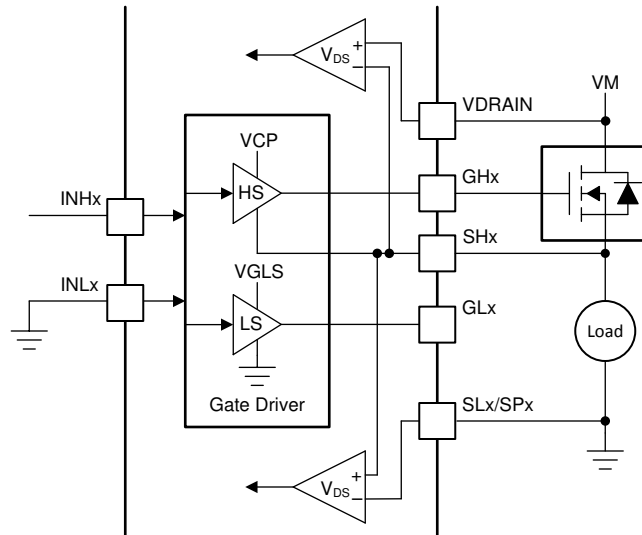 VDS
+
−
VDRAIN
VM
VCP
GHx
HS
INHx
SHx
VGLS
INLx
GLx
LS
Load
Gate Driver
SLx/SPx
VDS
+
−